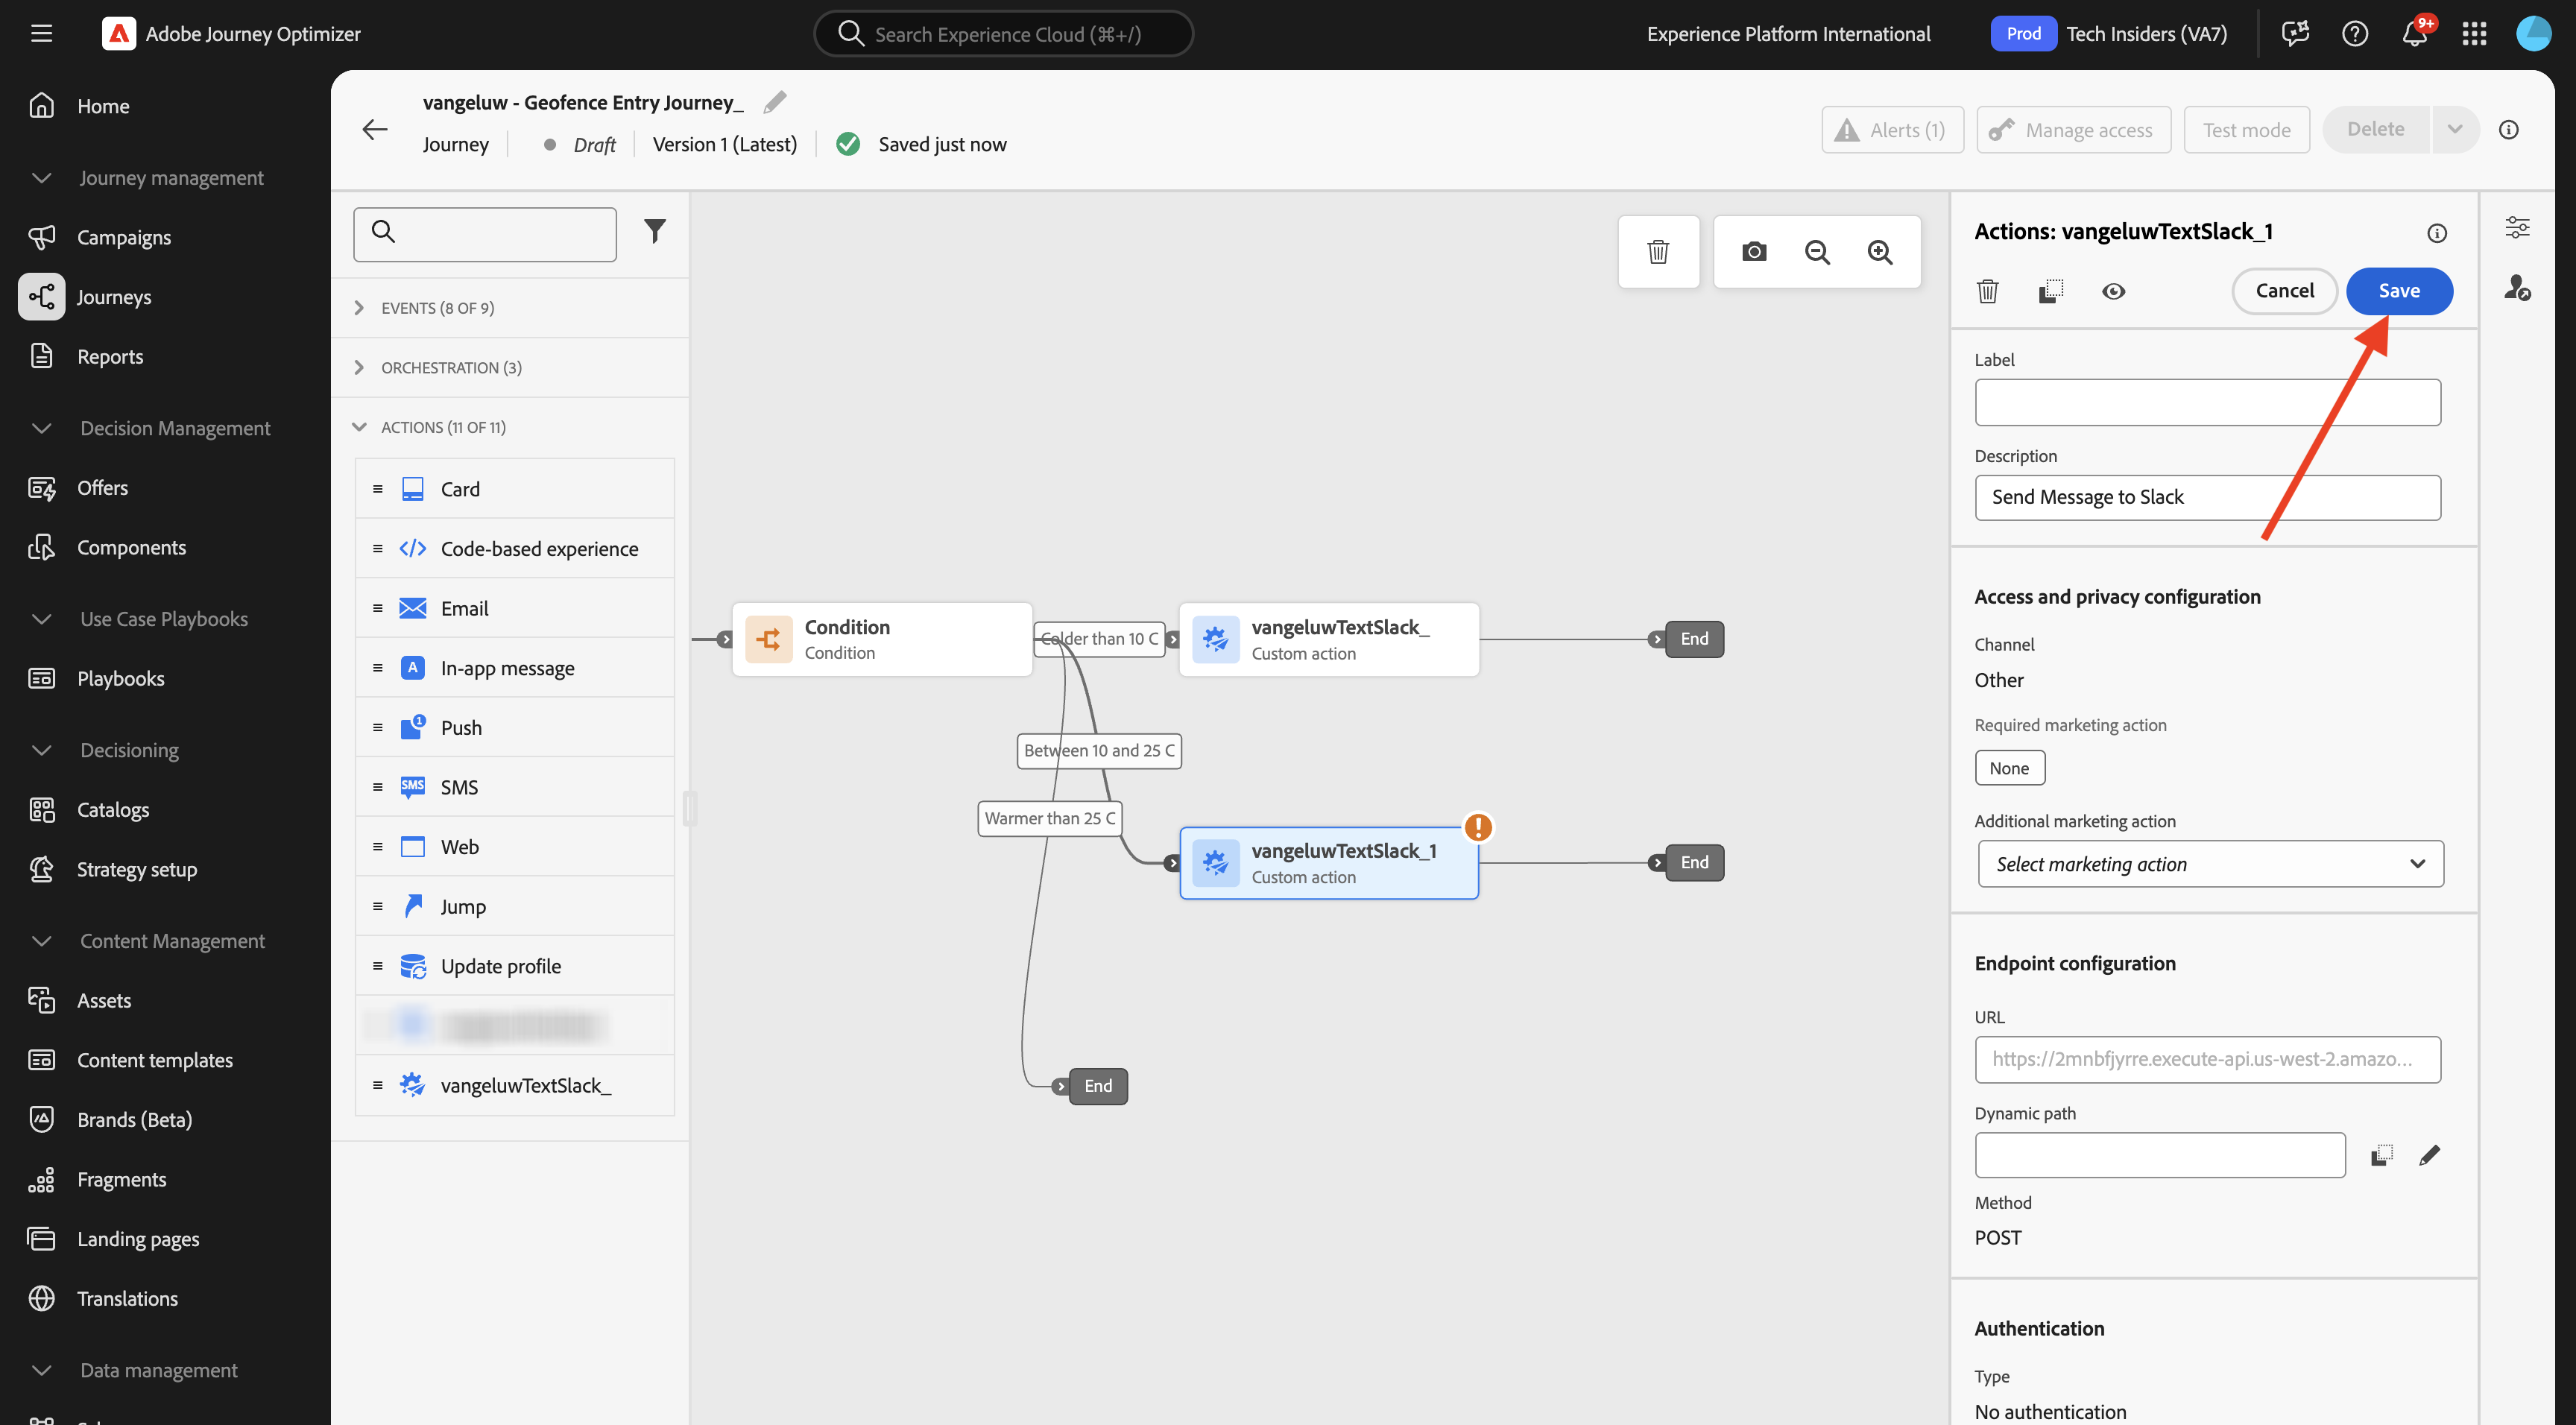 Adobe Journey Optimizer
Search Experience Cloud (⌘+/)
Experience Platform International
Prod
Tech Insiders (VA7)
9+
Home
Journey management
Campaigns
Journeys
Reports
Decision Management
Offers
Components
Use Case Playbooks
Playbooks
Decisioning
Catalogs
Strategy setup
Content Management
Assets
Content templates
Brands (Beta)
Fragments
Landing pages
Translations
Data management
vangeluw - Geofence Entry Journey_
Journey
Draft
Version 1 (Latest)
Saved just now
Alerts (1)
Manage access
Test mode
Delete
EVENTS (8 OF 9)
ORCHESTRATION (3)
ACTIONS (11 OF 11)
Card
Code-based experience
Email
In-app message
Push
SMS
SMS
Web
Jump
Update profile
vangeluwTextSlack_
Condition
Condition
Colder than 10 C
vangeluwTextSlack_
Custom action
End
Between 10 and 25 C
Warmer than 25 C
vangeluwTextSlack_1
Custom action
End
End
Actions: vangeluwTextSlack_1
Cancel
Save
Label
Description
Send Message to Slack
Access and privacy configuration
Channel
Other
Required marketing action
None
Additional marketing action
Select marketing action
Endpoint configuration
URL
https://2mnbfjyrre.execute-api.us-west-2.amazo...
Dynamic path
Method
POST
Authentication
Type
No authentication